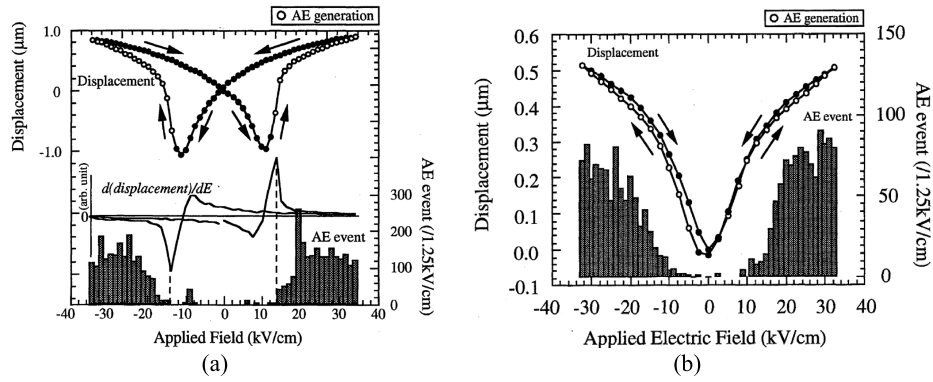 AE generation
1.0
0
-1.0
Displacement (μm)
Displacement
d(displacement)/dE
0
(arb. unit)
AE event
300
200
100
0
AE event (/1.25kV/cm)
-40 -30 -20 -10 0 10 20 30 40
Applied Field (kV/cm)
(a)
AE generation
0.6
0.5
0.4
0.3
0.2
0.1
0.0
-0.1
Displacement (μm)
Displacement
AE event
150
100
50
0
AE event (/1.25kV/cm)
-40 -30 -20 -10 0 10 20 30 40
Applied Electric Field (kV/cm)
(b)